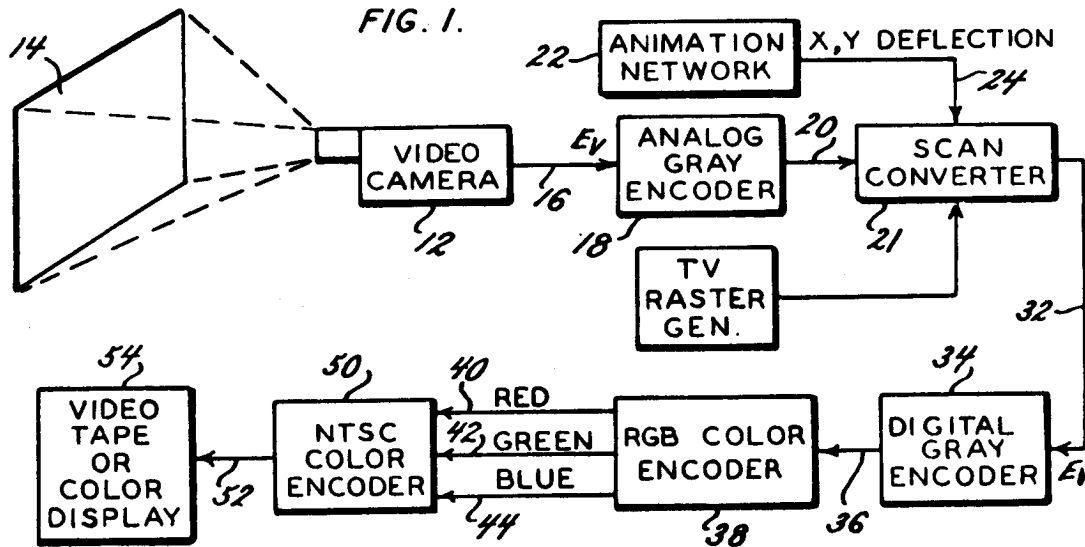 FIG. 1.
14
22
ANIMATION
NETWORK
X, Y DEFLECTION
24
VIDEO
CAMERA
12
Ev
16
ANALOG
GRAY
ENCODER
18
20
SCAN
CONVERTER
21
TV
RASTER
GEN.
32
54
VIDEO
TAPE
OR
COLOR
DISPLAY
52
50
NTSC
COLOR
ENCODER
40
RED
42
GREEN
BLUE
44
RGB COLOR
ENCODER
38
36
34
DIGITAL
GRAY
ENCODER
Ev